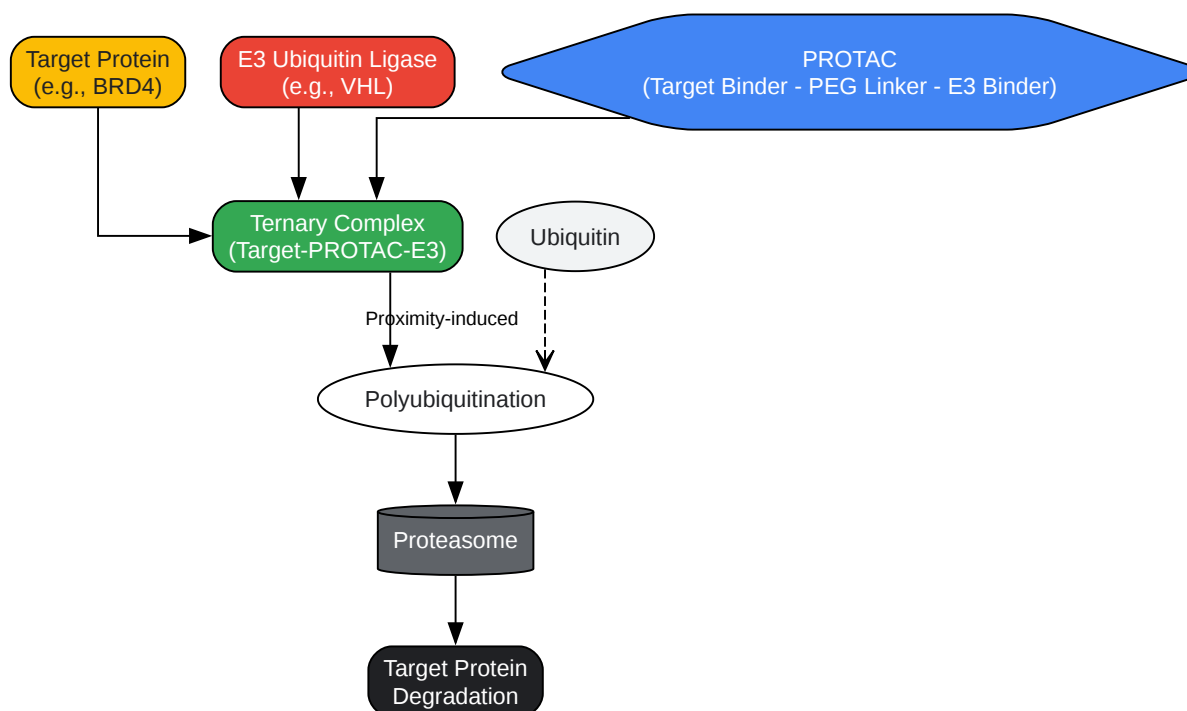 Target Protein
(e.g., BRD4)
E3 Ubiquitin Ligase
(e.g., VHL)
PROTAC
(Target Binder - PEG Linker - E3 Binder)
Ternary Complex
(Target-PROTAC-E3)
Ubiquitin
Proximity-induced
Polyubiquitination
Proteasome
Target Protein
Degradation